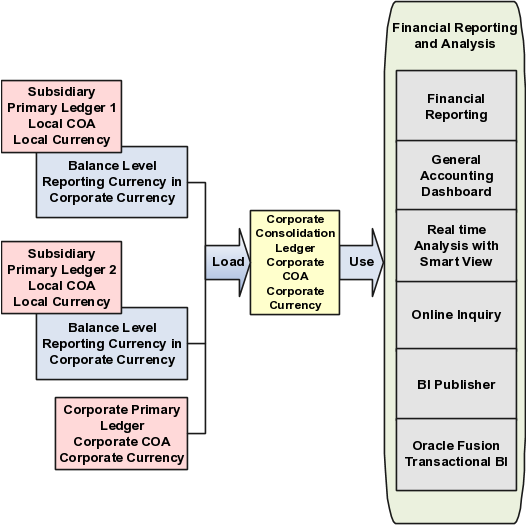 Financial Reporting
and Analysis
Subsidiary
Primary Ledger 1
Local COA
Local Currency
Balance Level
Reporting Currency in
Corporate Currency
Subsidiary
Primary Ledger 2
Local COA
Local Currency
Balance Level
Reporting Currency in
Corporate Currency
Corporate Primary
Ledger
Corporate COA
Corporate Currency
Load
Corporate
Consolidation
Ledger
Corporate
COA
Corporate
Currency
Use
Financial
Reporting
General
Accounting
Dashboard
Real time
Analysis with
Smart View
Online Inquiry
BI Publisher
Oracle Fusion
Transactional BI